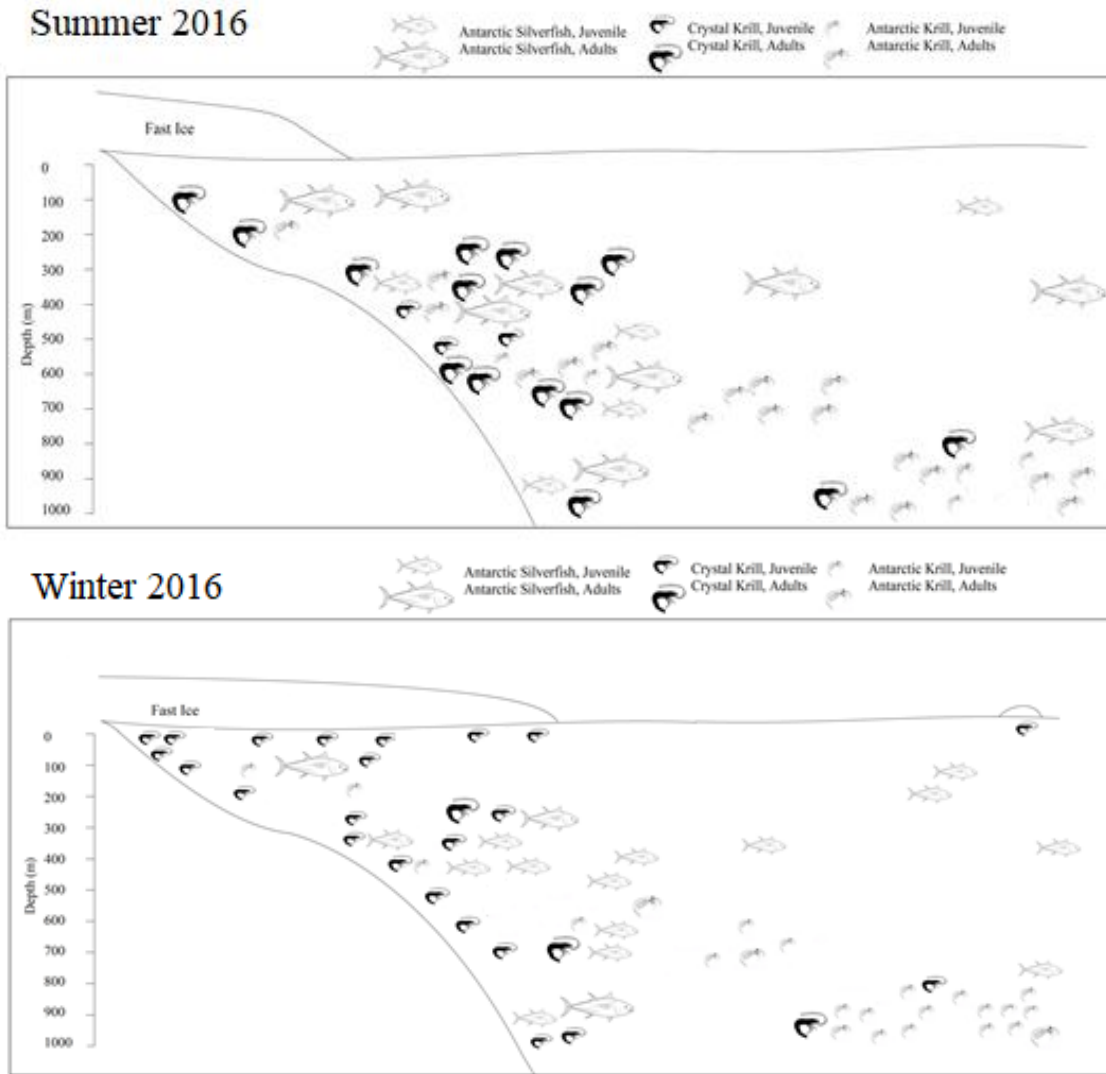 Summer 2016
Antarctic Silverfish, Juvenile
Antarctic Silverfish, Adults
Crystal Krill, Juvenile
Crystal Krill, Adults
Antarctic Krill, Juvenile
Antarctic Krill, Adults
Fast Ice
Depth (m)
0
100
200
300
400
500
600
700
800
900
1000
Winter 2016
Antarctic Silverfish, Juvenile
Antarctic Silverfish, Adults
Crystal Krill, Juvenile
Crystal Krill, Adults
Antarctic Krill, Juvenile
Antarctic Krill, Adults
Fast Ice
Depth (m)
0
100
200
300
400
500
600
700
800
900
1000